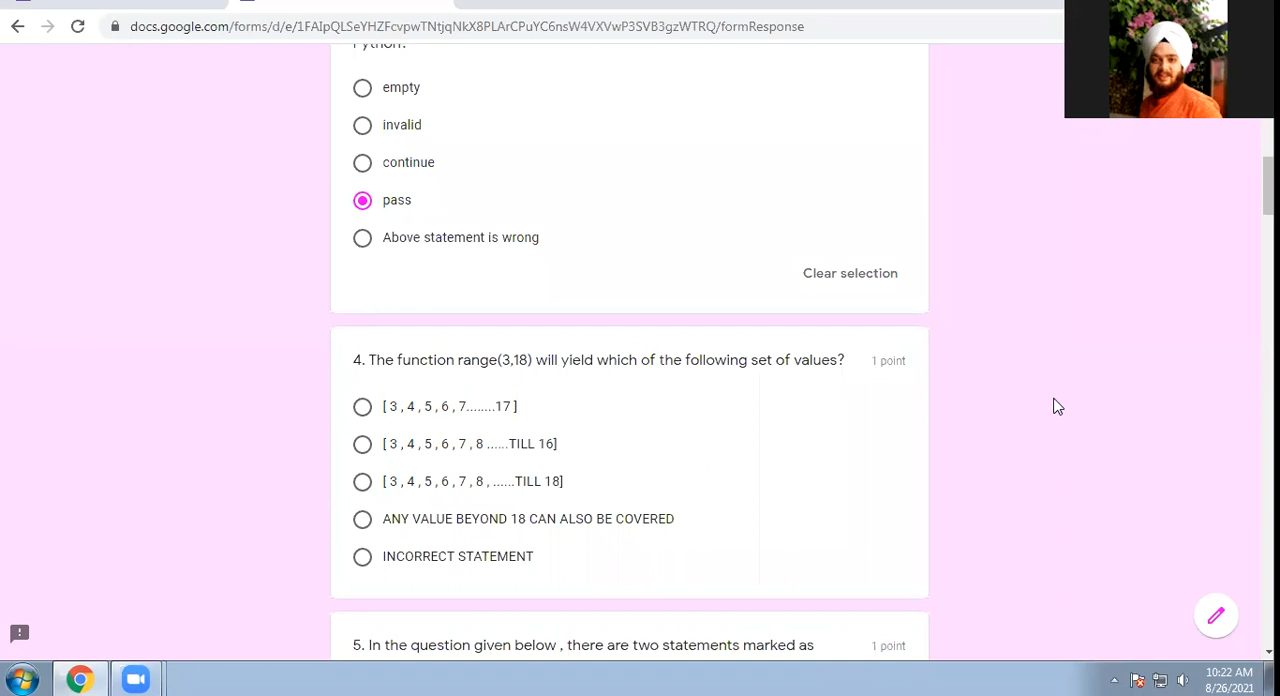 docs.google.com/forms/d/e/1FAIpQLSeYHZFcvpwTNtjqNkX8PLArCPuYC6nsW4VXVwP3SVB3gzWTRQ/formResponse
Python?
empty
invalid
continue
pass
Above statement is wrong
Clear selection
4. The function range(3,18) will yield which of the following set of values? 1 point
[ 3 , 4 , 5 , 6 , 7........17 ]
[ 3 , 4 , 5 , 6 , 7 , 8 ......TILL 16]
[ 3 , 4 , 5 , 6 , 7 , 8 , ......TILL 18]
ANY VALUE BEYOND 18 CAN ALSO BE COVERED
INCORRECT STATEMENT
5. In the question given below , there are two statements marked as 1 point
10:22 AM
8/26/2021